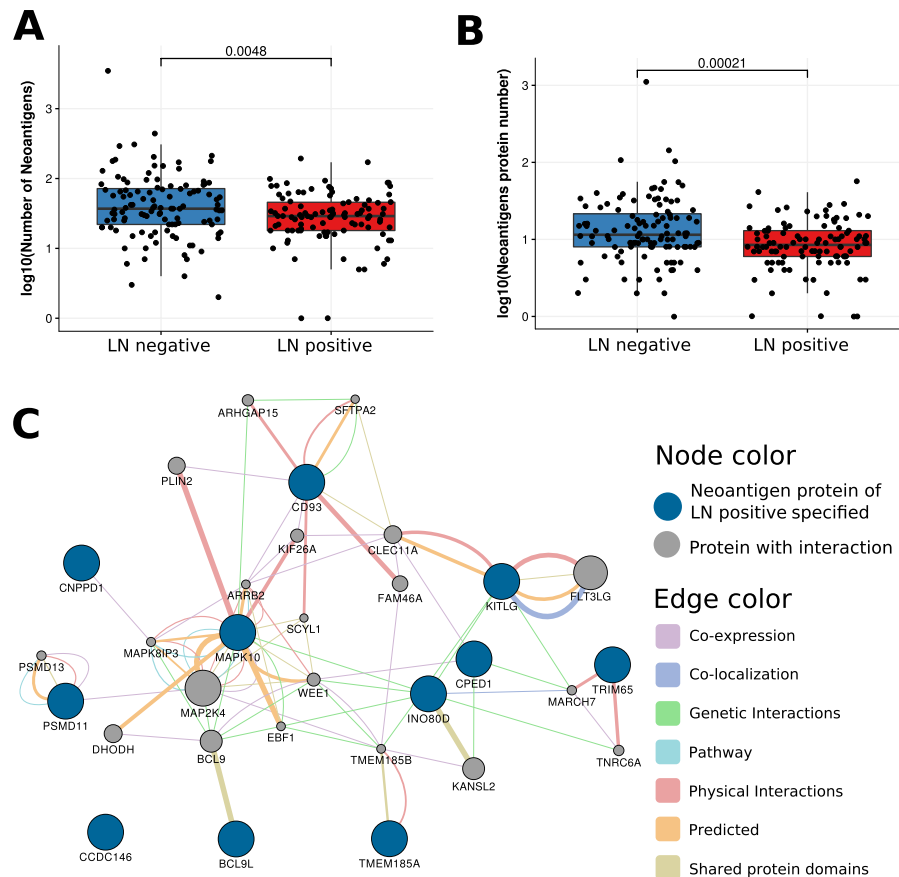 A
0.0048
log10(Number of Neoantigens)
3
2
1
0
LN negative
LN positive
B
0.00021
log10(Neoantigens protein number)
3
2
1
0
LN negative
LN positive
C
ARHGAP15
SFTPA2
PLIN2
CD93
KIF26A
CLEC11A
CNPPD1
ARRB2
FAM46A
KITLG
FLT3LG
SCYL1
MAPK8IP3
MAPK10
PSMD13
WEE1
CPED1
MARCH7
TRIM65
PSMD11
MAP2K4
INO80D
DHODH
BCL9
EBF1
TMEM185B
KANSL2
TNRC6A
CCDC146
BCL9L
TMEM185A
Node color
Neoantigen protein of
LN positive specified
Protein with interaction
Edge color
Co-expression
Co-localization
Genetic Interactions
Pathway
Physical Interactions
Predicted
Shared protein domains